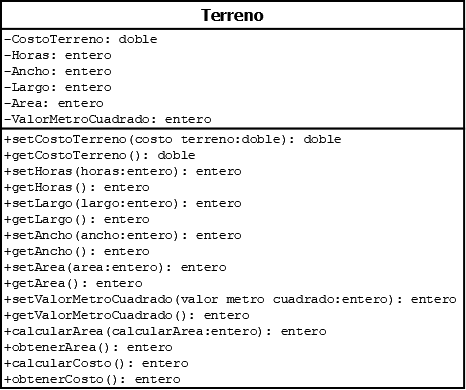 Terreno
-CostoTerreno: doble
-Horas: entero
-Ancho: entero
-Largo: entero
-Area: entero
-ValorMetroCuadrado: entero
+setCostoTerreno(costo terreno:doble): doble
+getCostoTerreno(): doble
+setHoras(horas:entero): entero
+getHoras(): entero
+setLargo(largo:entero): entero
+getLargo(): entero
+setAncho(ancho:entero): entero
+getAncho(): entero
+setArea(area:entero): entero
+getArea(): entero
+setValorMetroCuadrado(valor metro cuadrado:entero): entero
+getValorMetroCuadrado(): entero
+calcularArea(calcularArea:entero): entero
+obtenerArea(): entero
+calcularCosto(): entero
+obtenerCosto(): entero